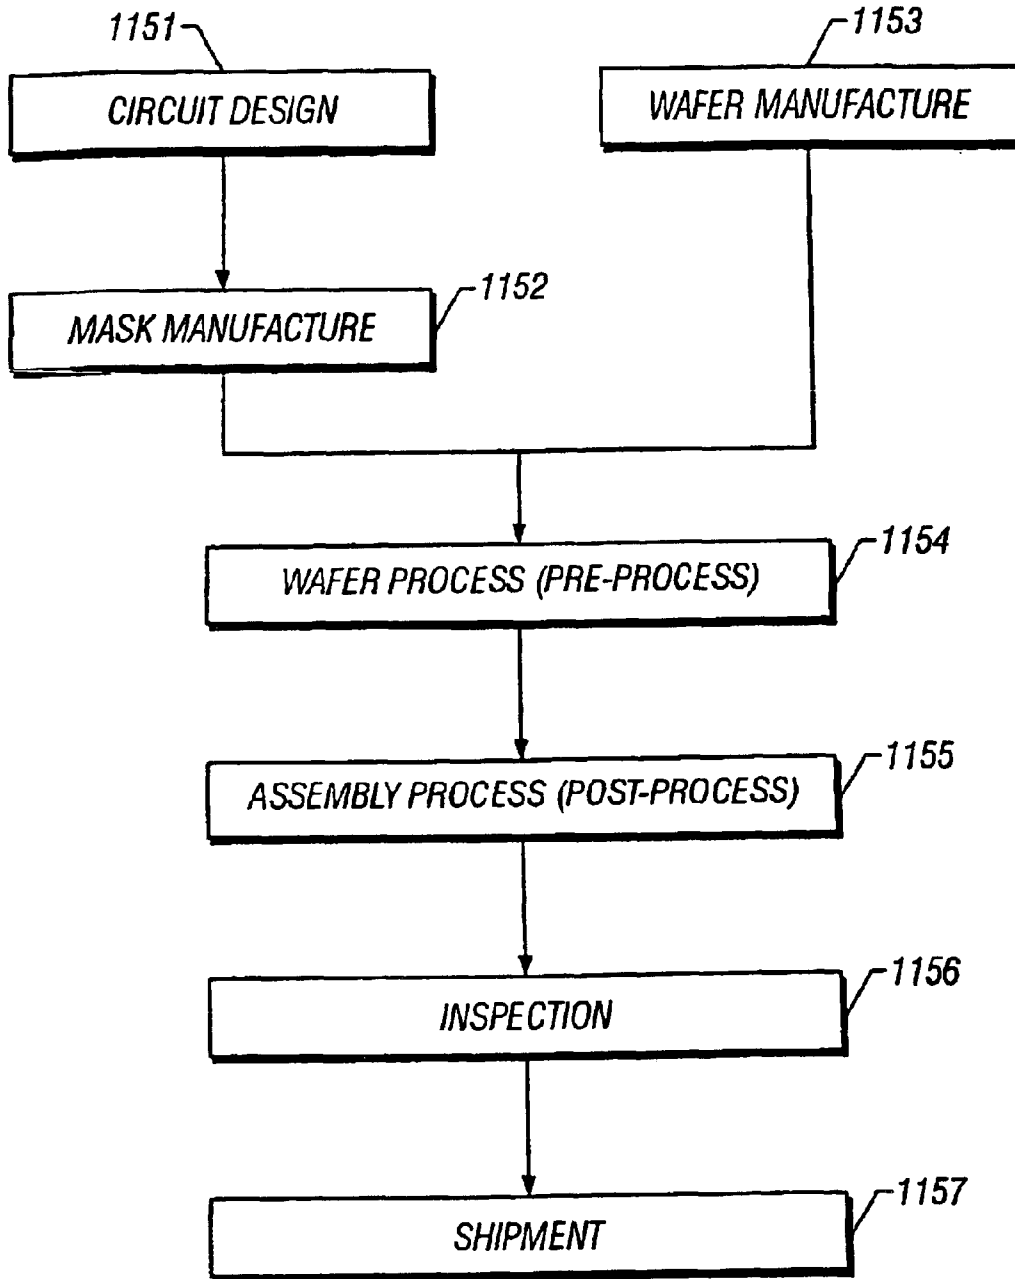 1151
CIRCUIT DESIGN
1153
WAFER MANUFACTURE
1152
MASK MANUFACTURE
1154
WAFER PROCESS (PRE-PROCESS)
1155
ASSEMBLY PROCESS (POST-PROCESS)
1156
INSPECTION
1157
SHIPMENT